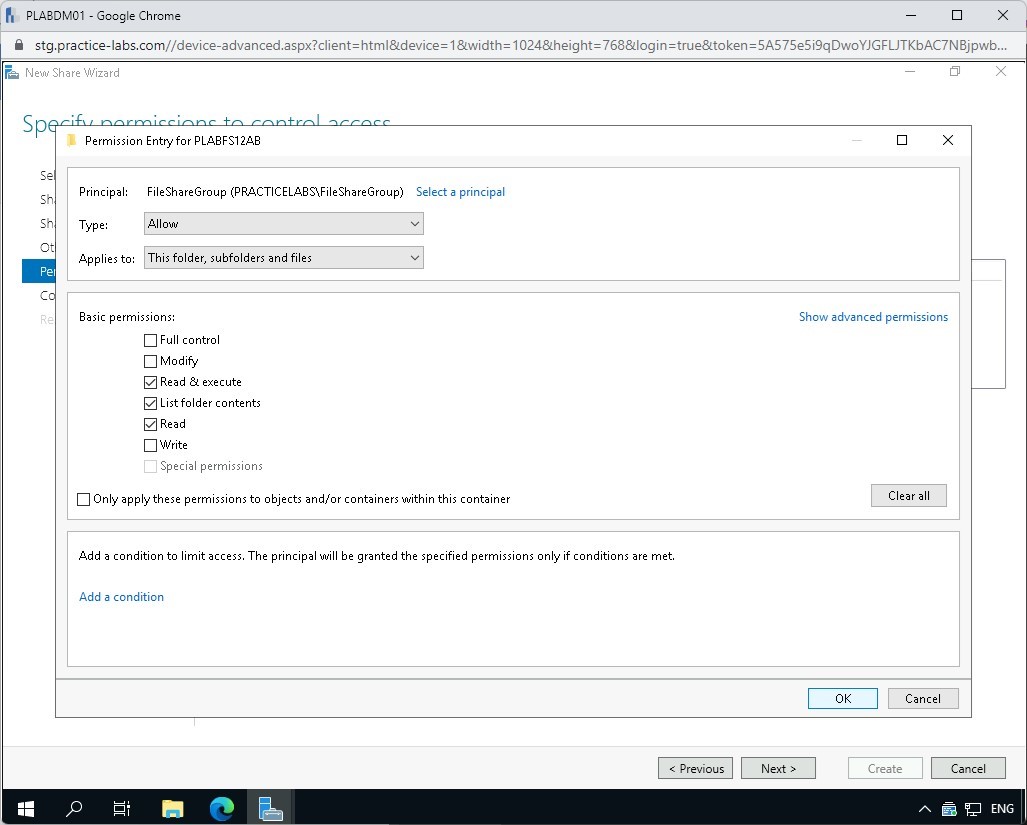 PLABDM01 - Google Chrome
stg.practice-labs.com//device-advanced.aspx?client=html&device=1&width=1024&height=768&login=true&token=5A575e5i9qDwoYJGFLJTKbAC7NBjpwb...
New Share Wizard
Specify permissions to control access
Permission Entry for PLABFS12AB
Sel
Sha
Sha
Ot
Per
Co
Re
Principal: FileShareGroup (PRACTICELABS\FileShareGroup) Select a principal
Type: Allow
Applies to: This folder, subfolders and files
Basic permissions: Show advanced permissions
Full control
Modify
Read & execute
List folder contents
Read
Write
Special permissions
Only apply these permissions to objects and/or containers within this container
Clear all
Add a condition to limit access. The principal will be granted the specified permissions only if conditions are met.
Add a condition
OK Cancel
< Previous Next > Create Cancel
ENG